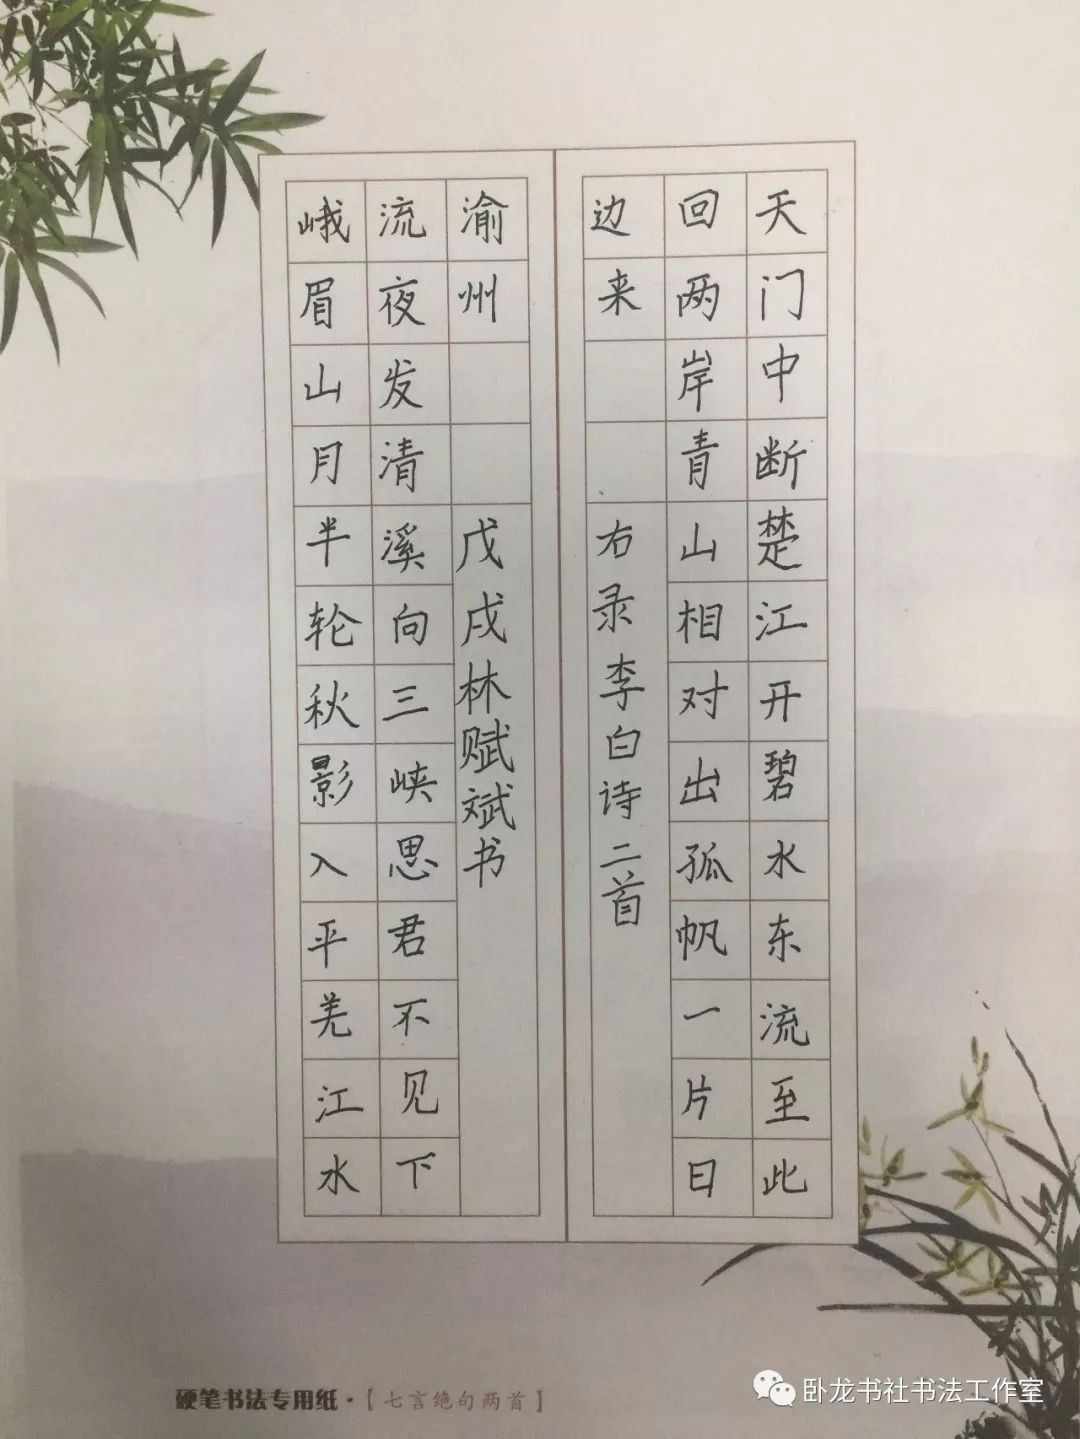 天门中断楚江开碧水东流至此
回两岸青山相对出孤帆一片日
边来
右录李白诗二首
峨眉山月半轮秋影入平羌江水
流夜发清溪向三峡思君不见下
渝州
戊戌林赋斌书
硬笔书法专用纸·【七言绝句两首】
卧龙书社书法工作室